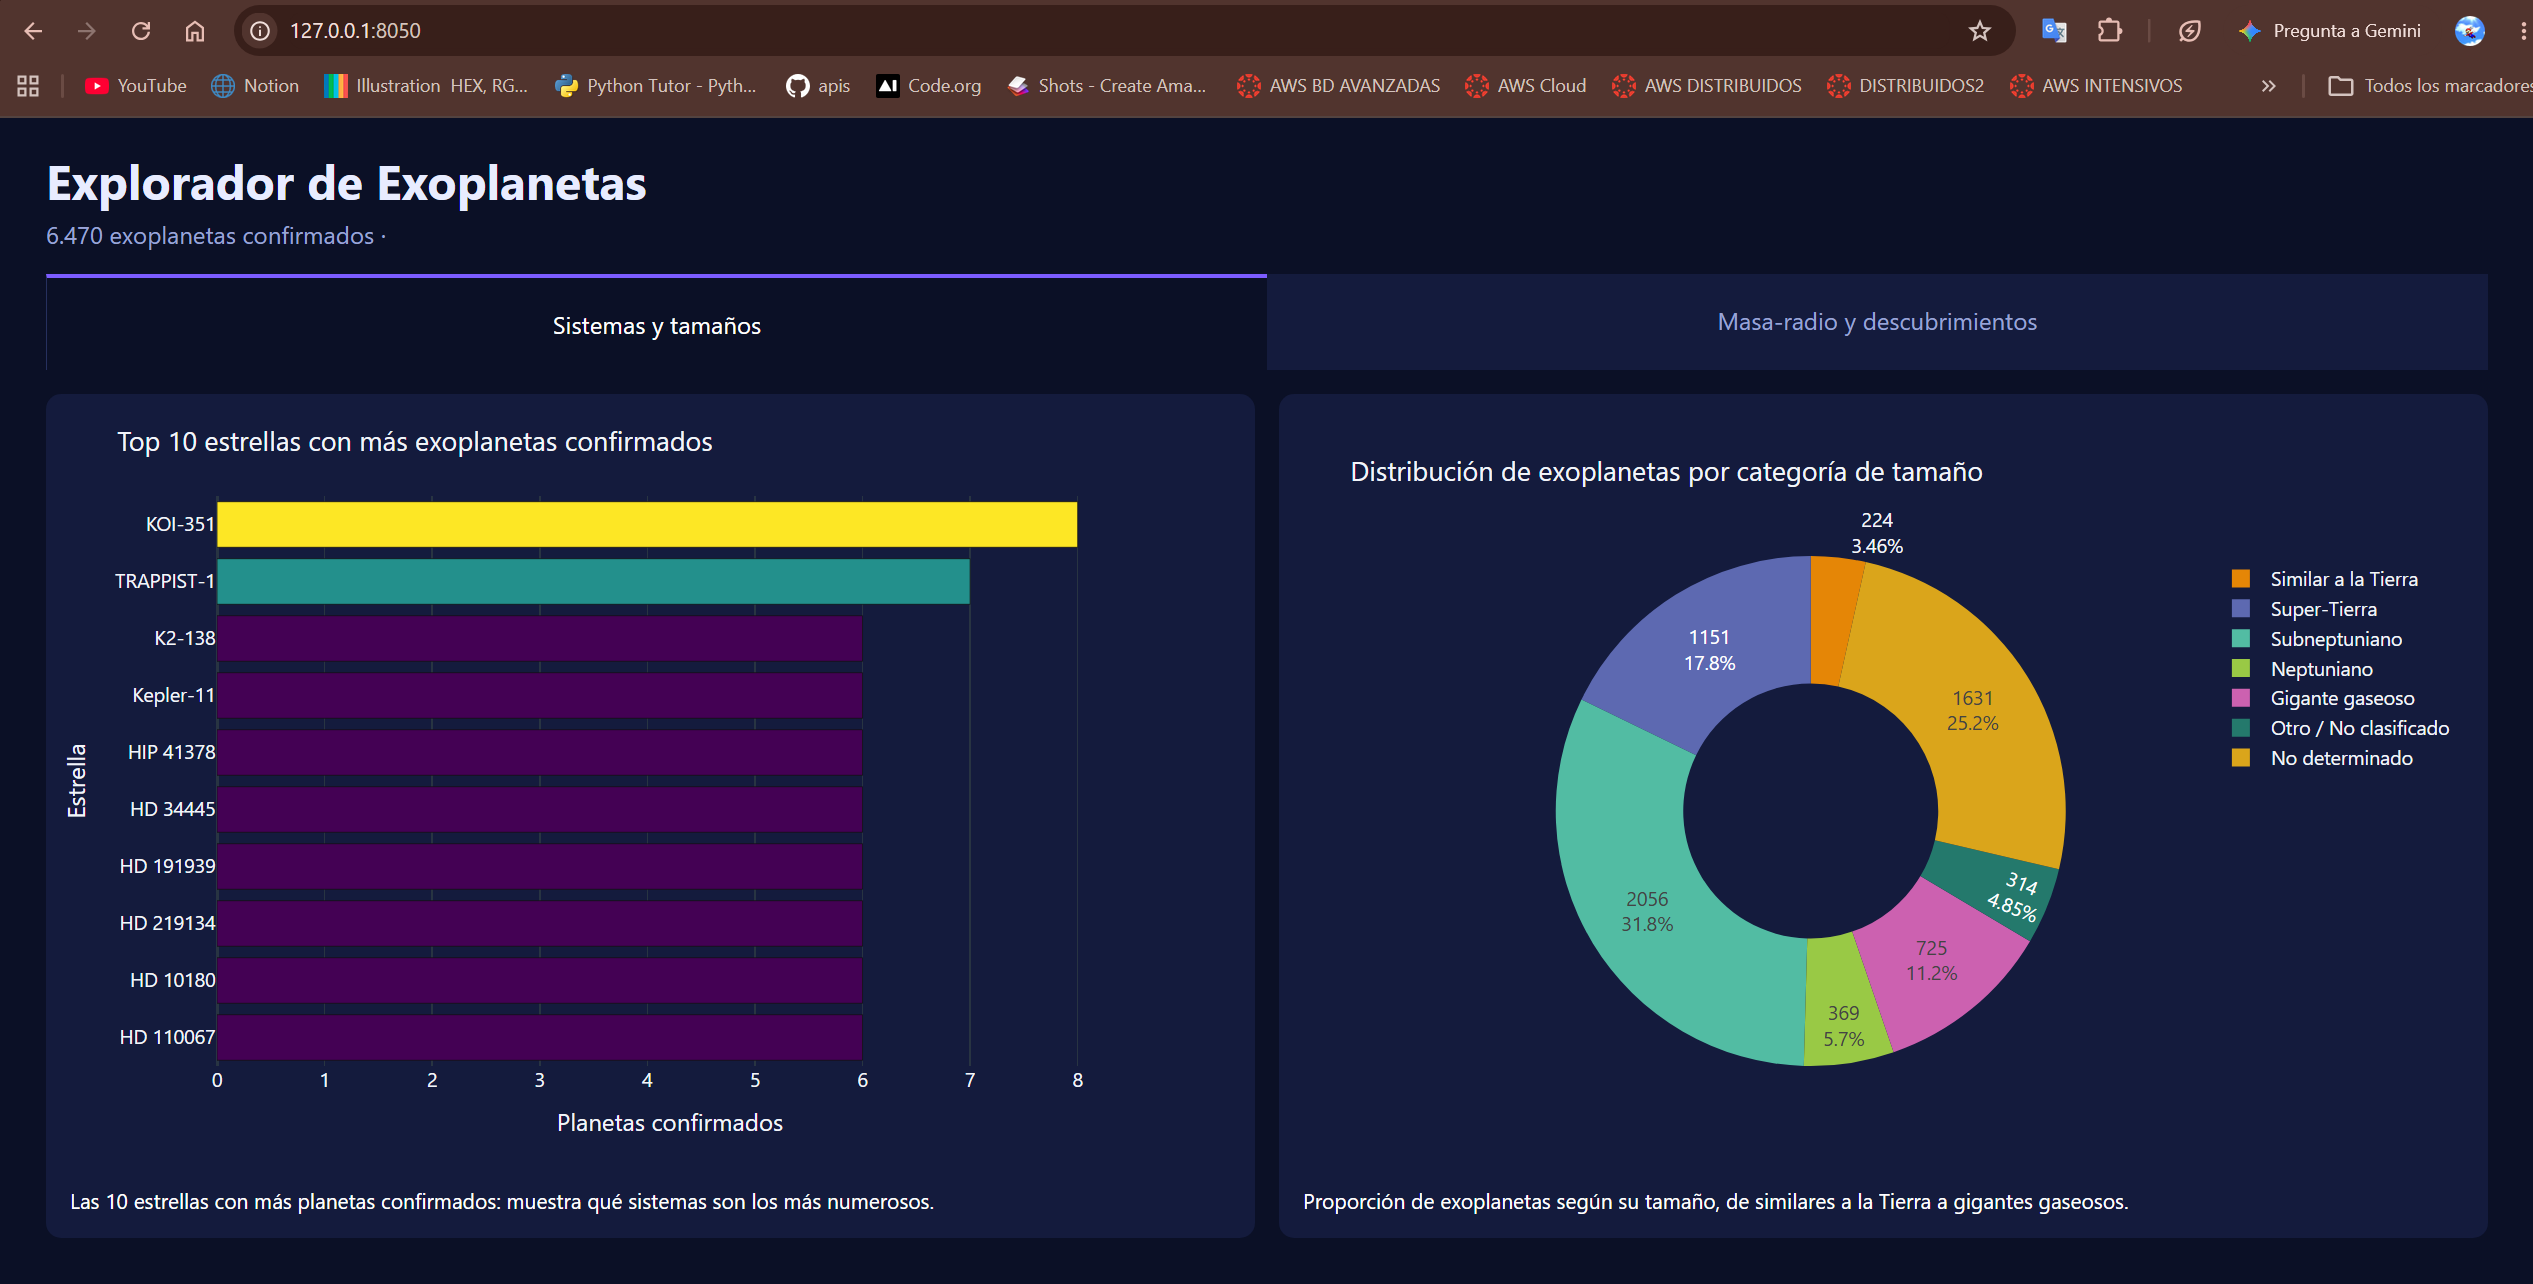 127.0.0.1:8050
Pregunta a Gemini
YouTube
Notion
Illustration HEX, RG...
Python Tutor - Pyth...
apis
Code.org
Shots - Create Ama...
AWS BD AVANZADAS
AWS Cloud
AWS DISTRIBUIDOS
DISTRIBUIDOS2
AWS INTENSIVOS
»
Todos los marcadores
Explorador de Exoplanetas
6.470 exoplanetas confirmados ·
Sistemas y tamaños
Masa-radio y descubrimientos
Top 10 estrellas con más exoplanetas confirmados
Estrella
KOI-351
TRAPPIST-1
K2-138
Kepler-11
HIP 41378
HD 34445
HD 191939
HD 219134
HD 10180
HD 110067
0 1 2 3 4 5 6 7 8
Planetas confirmados
Las 10 estrellas con más planetas confirmados: muestra qué sistemas son los más numerosos.
Distribución de exoplanetas por categoría de tamaño
224
3.46%
1631
25.2%
314
4.85%
725
11.2%
369
5.7%
2056
31.8%
1151
17.8%
Similar a la Tierra
Super-Tierra
Subneptuniano
Neptuniano
Gigante gaseoso
Otro / No clasificado
No determinado
Proporción de exoplanetas según su tamaño, de similares a la Tierra a gigantes gaseosos.